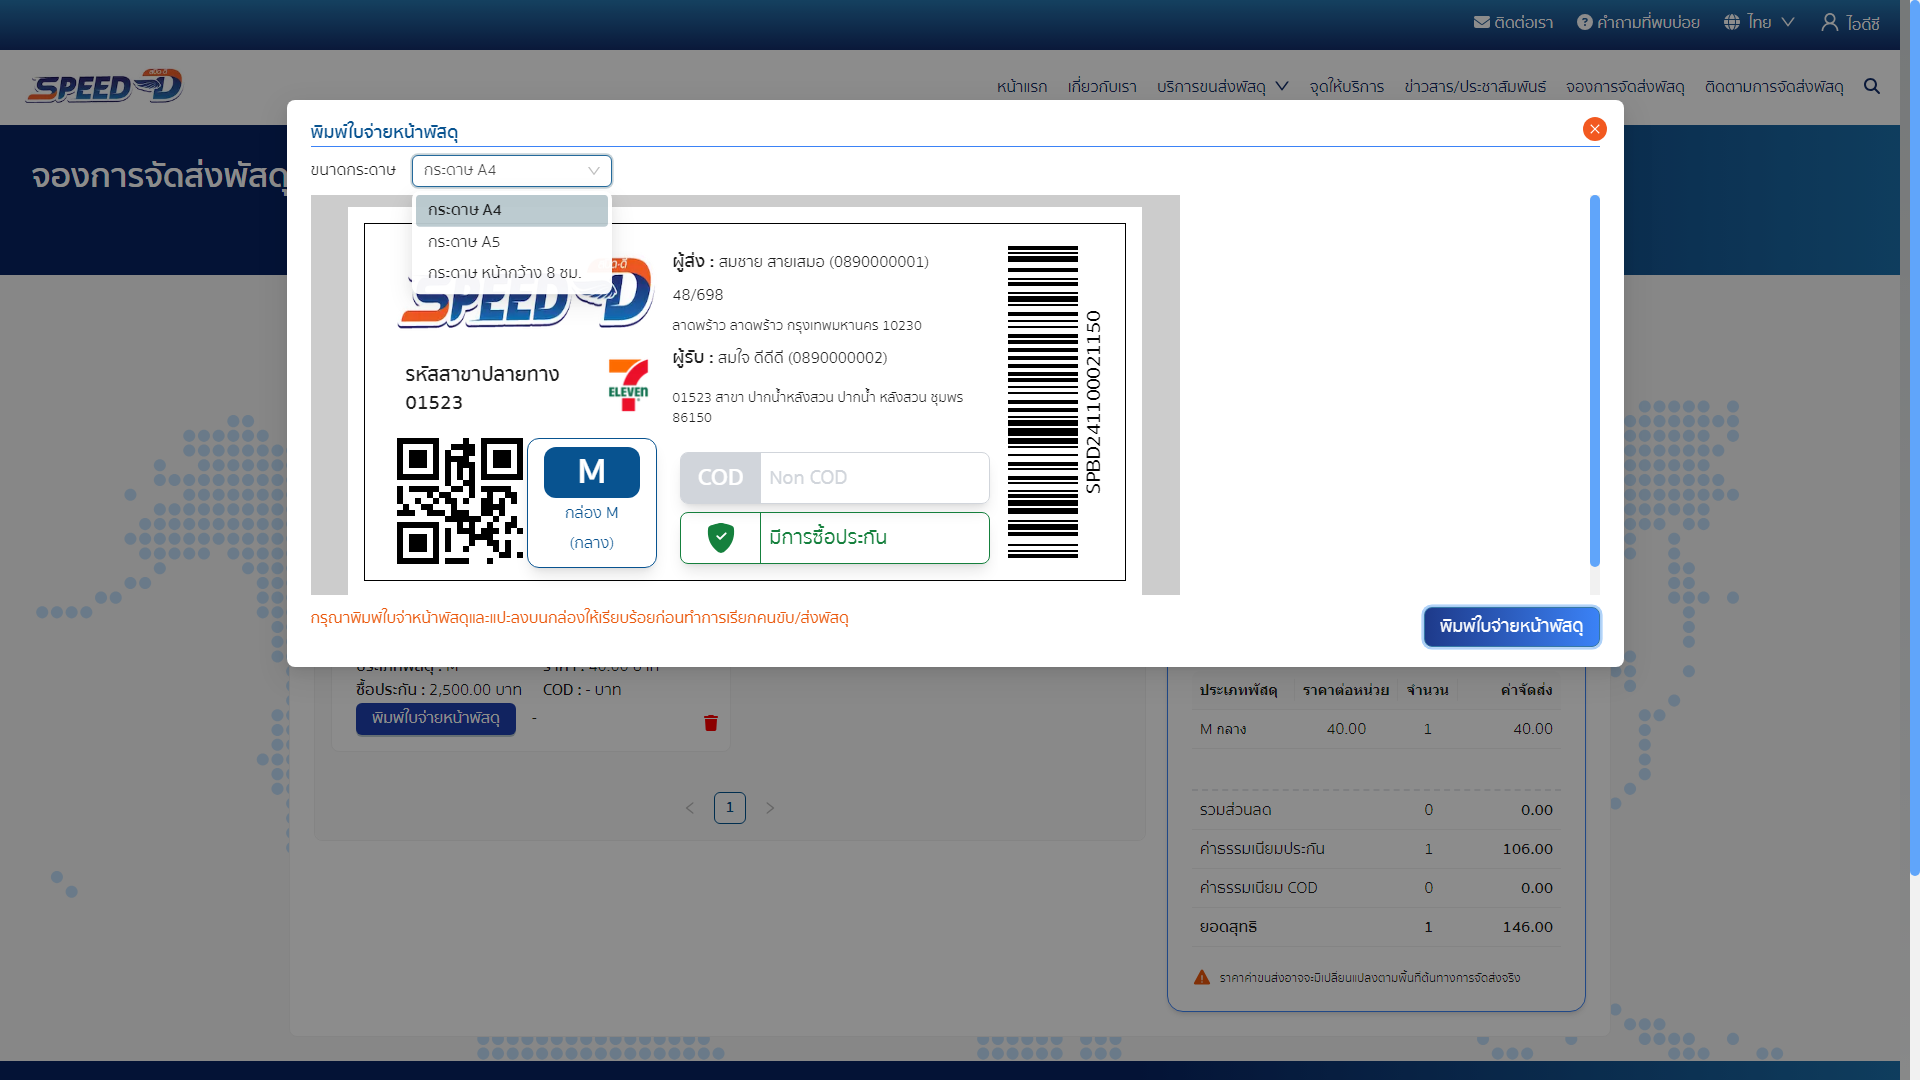 ติดต่อเรา
คำถามที่พบบ่อย
ไทย
ไอดีซี
SPEED-D
หน้าแรก
เกี่ยวกับเรา
บริการขนส่งพัสดุ
จุดให้บริการ
ข่าวสาร/ประชาสัมพันธ์
จองการจัดส่งพัสดุ
ติดตามการจัดส่งพัสดุ
จองการจัดส่งพัสดุ
พิมพ์ใบจ่ายหน้าพัสดุ
ขนาดกระดาษ
กระดาษ A4
กระดาษ A4
กระดาษ A5
กระดาษ หน้ากว้าง 8 ซม.
SPEED-D
ผู้ส่ง : สมชาย สายเสมอ (0890000001)
48/698
ลาดพร้าว ลาดพร้าว กรุงเทพมหานคร 10230
ผู้รับ : สมใจ ดีดีดี (0890000002)
01523 สาขา ปากน้ำหลังสวน ปากน้ำ หลังสวน ชุมพร
86150
รหัสสาขาปลายทาง
01523
7 ELEVEN
M
กล่อง M
(กลาง)
COD Non COD
มีการซื้อประกัน
SPBD241100021150
กรุณาพิมพ์ใบจ่าหน้าพัสดุและแปะลงบนกล่องให้เรียบร้อยก่อนทำการเรียกคนขับ/ส่งพัสดุ
พิมพ์ใบจ่ายหน้าพัสดุ
ประเภทพัสดุ : M ราคา : 40.00 บาท
ซื้อประกัน : 2,500.00 บาท COD : - บาท
พิมพ์ใบจ่ายหน้าพัสดุ -
1
ประเภทพัสดุ ราคาต่อหน่วย จำนวน ค่าจัดส่ง
M กลาง 40.00 1 40.00
รวมส่วนลด 0 0.00
ค่าธรรมเนียมประกัน 1 106.00
ค่าธรรมเนียม COD 0 0.00
ยอดสุทธิ 1 146.00
ราคาค่าขนส่งอาจจะมีเปลี่ยนแปลงตามพื้นที่ต้นทางการจัดส่งจริง